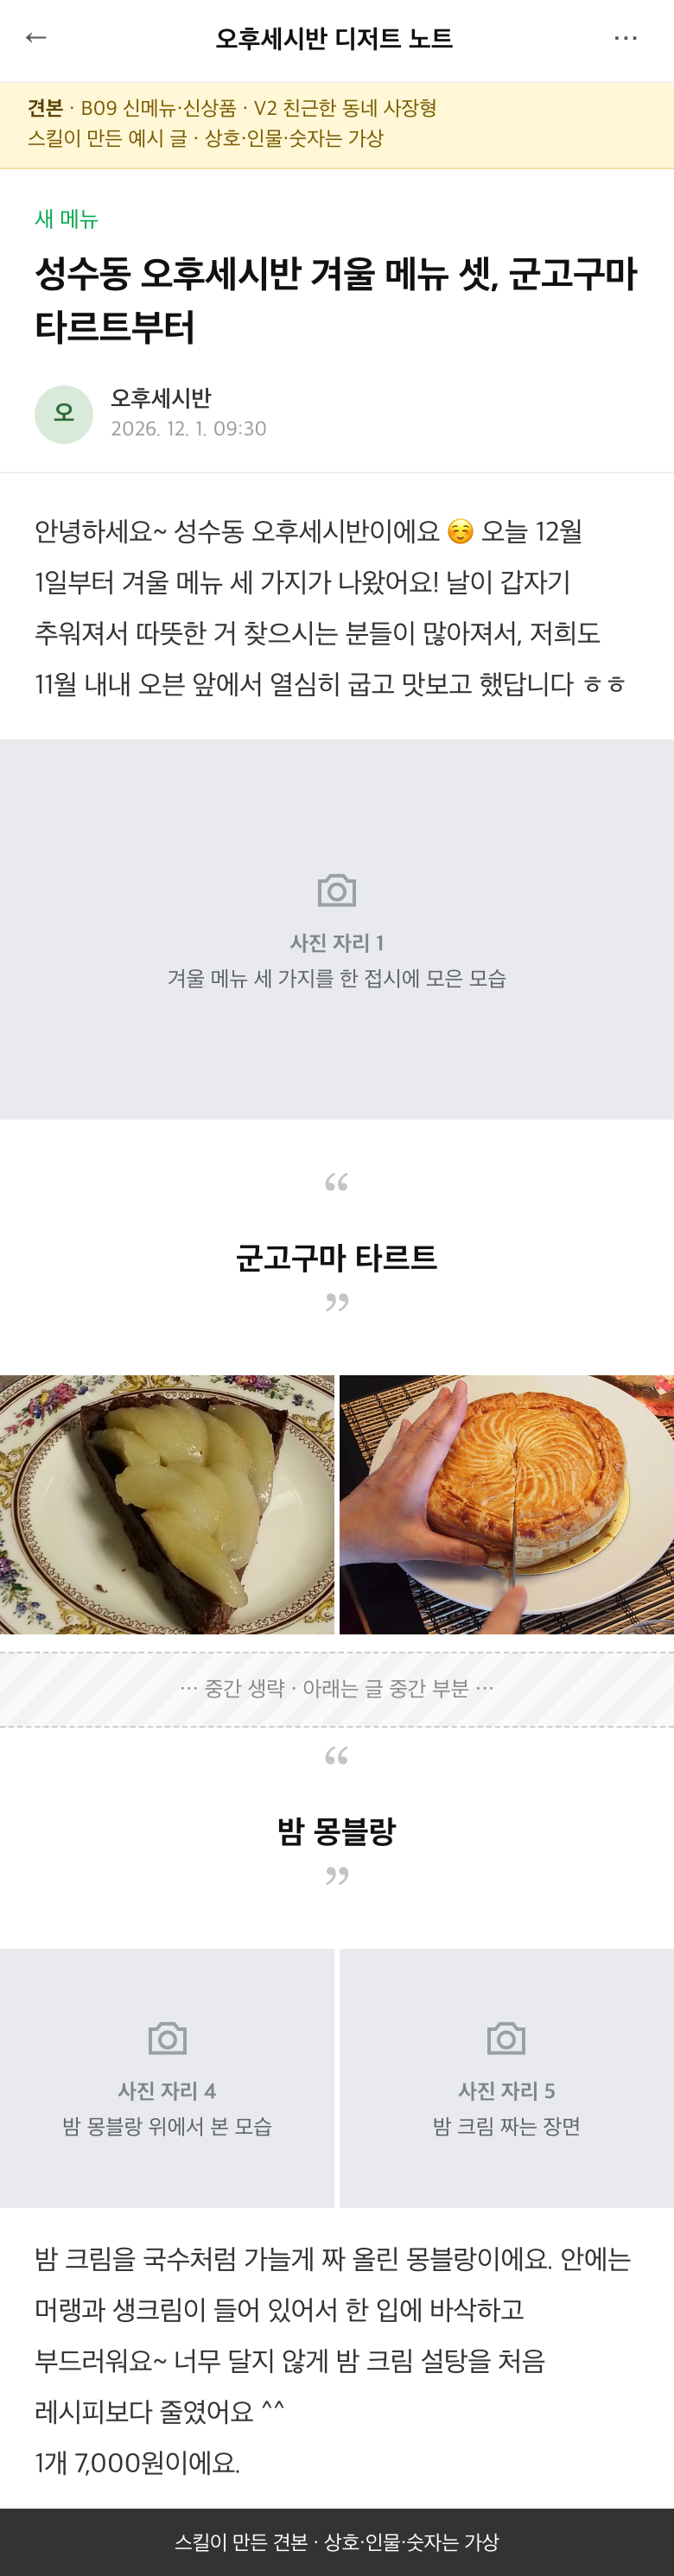 ← 오후세시반 디저트 노트 ···
견본 · B09 신메뉴·신상품 · V2 친근한 동네 사장형
스킬이 만든 예시 글 · 상호·인물·숫자는 가상
새 메뉴
성수동 오후세시반 겨울 메뉴 셋, 군고구마
타르트부터
오
오후세시반
2026. 12. 1. 09:30
안녕하세요~ 성수동 오후세시반이에요 ☺️ 오늘 12월
1일부터 겨울 메뉴 세 가지가 나왔어요! 날이 갑자기
추워져서 따뜻한 거 찾으시는 분들이 많아져서, 저희도
11월 내내 오븐 앞에서 열심히 굽고 맛보고 했답니다 ㅎㅎ
사진 자리 1
겨울 메뉴 세 가지를 한 접시에 모은 모습
“
군고구마 타르트
”
··· 중간 생략 · 아래는 글 중간 부분 ···
“
밤 몽블랑
”
사진 자리 4
밤 몽블랑 위에서 본 모습
사진 자리 5
밤 크림 짜는 장면
밤 크림을 국수처럼 가늘게 짜 올린 몽블랑이에요. 안에는
머랭과 생크림이 들어 있어서 한 입에 바삭하고
부드러워요~ 너무 달지 않게 밤 크림 설탕을 처음
레시피보다 줄였어요 ^^
1개 7,000원이에요.
스킬이 만든 견본 · 상호·인물·숫자는 가상